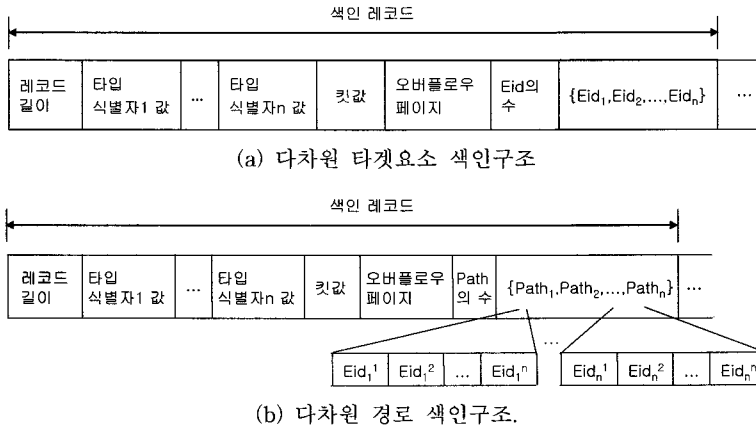 색인 레코드
레코드 길이 타입 식별자1 값 ... 타입 식별자n 값 킷값 오버플로우 페이지 Eid의 수 {Eid₁,Eid₂,...,Eidₙ} ...
(a) 다차원 타겟요소 색인구조
색인 레코드
레코드 길이 타입 식별자1 값 ... 타입 식별자n 값 킷값 오버플로우 페이지 Path의 수 {Path₁,Path₂,...,Pathₙ} ...
...
Eid₁¹ Eid₁² ... Eid₁ⁿ Eidₙ¹ Eidₙ² ... Eidₙⁿ
(b) 다차원 경로 색인구조.